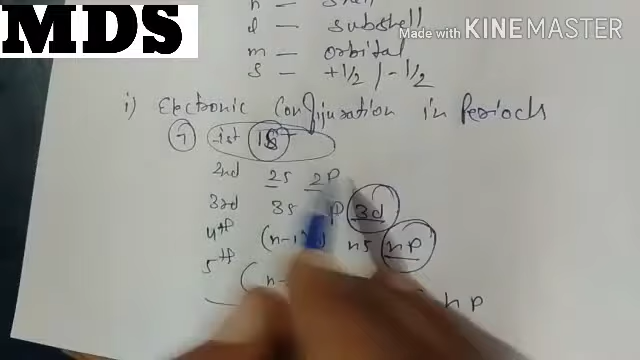 MDS
n — shell
l — subshell
Made with KINEMASTER
m — orbital
s — +1/2 / -1/2
i) Electronic Configuration in Periods
1st 1s
2nd 2s 2p
3rd 3s p 3d
4th (n-1) ns np
5th (n- np